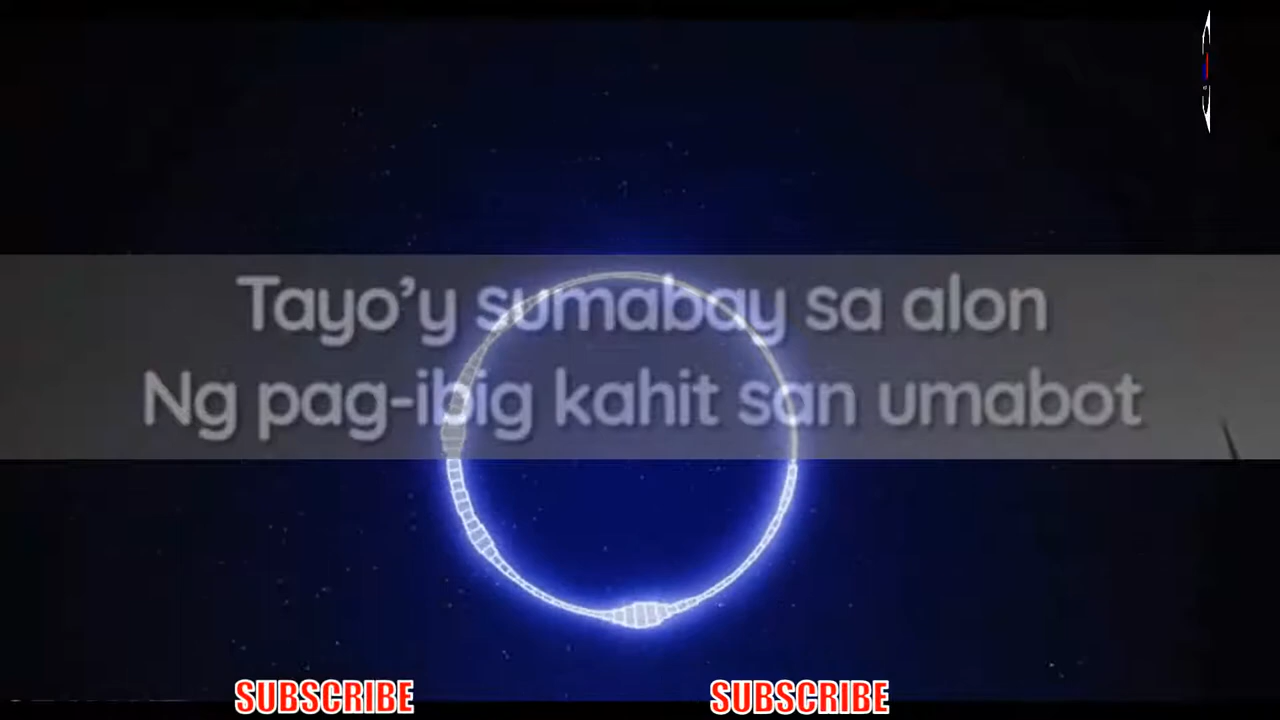 Tayo’y sumabay sa alon
Ng pag-ibig kahit san umabot
SUBSCRIBE SUBSCRIBE